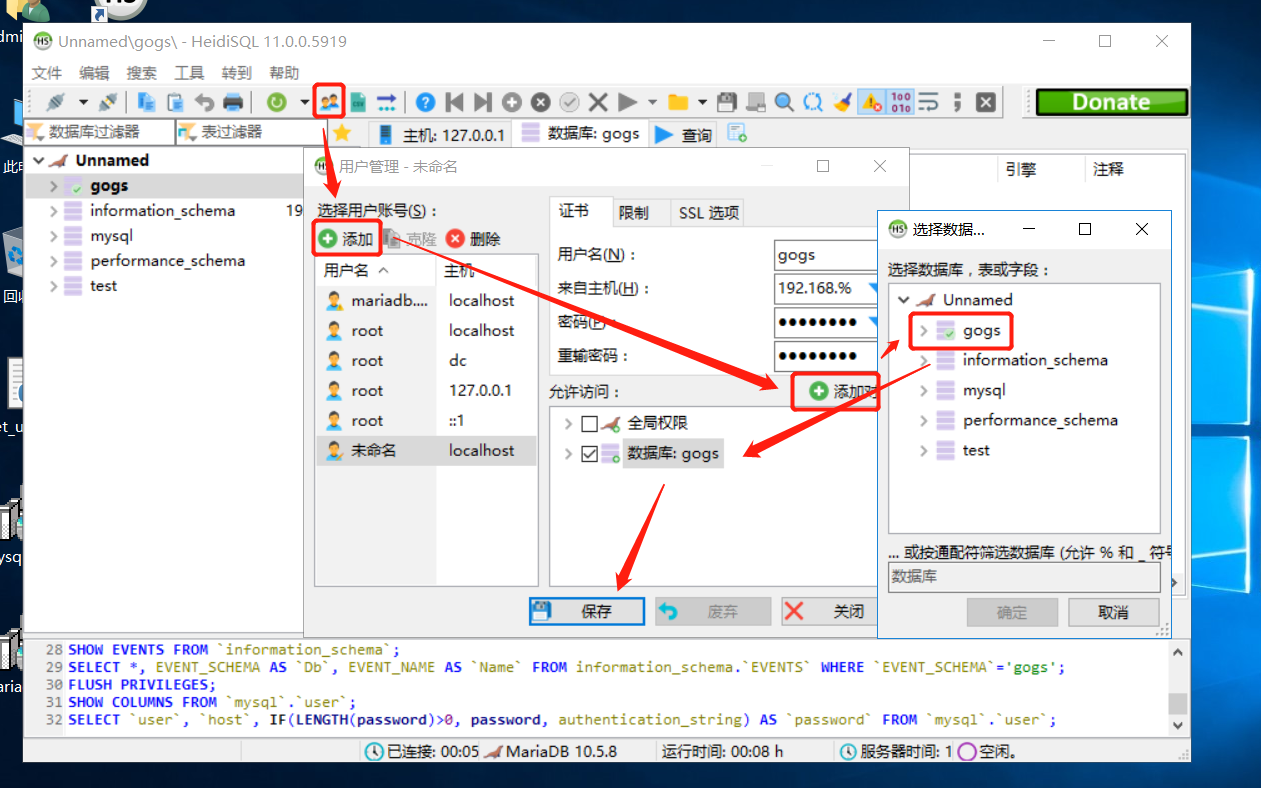 Unnamed\gogs\ - HeidiSQL 11.0.0.5919
文件 编辑 搜索 工具 转到 帮助
Donate
数据库过滤器 表过滤器 主机: 127.0.0.1 数据库: gogs 查询
Unnamed
gogs
information_schema 19
mysql
performance_schema
test
引擎 注释
用户管理 - 未命名
选择用户账号(S)：
添加 克隆 删除
用户名 主机
mariadb.... localhost
root localhost
root dc
root 127.0.0.1
root ::1
未命名 localhost
证书 限制 SSL 选项
用户名(N)： gogs
来自主机(H)： 192.168.%
密码(P)： ●●●●●●●●
重输密码： ●●●●●●●●
允许访问： 添加对
全局权限
数据库: gogs
保存 废弃 关闭
选择数据...
选择数据库，表或字段：
Unnamed
gogs
information_schema
mysql
performance_schema
test
... 或按通配符筛选数据库 (允许 % 和 _ 符号
数据库
确定 取消
28 SHOW EVENTS FROM `information_schema`;
29 SELECT *, EVENT_SCHEMA AS `Db`, EVENT_NAME AS `Name` FROM information_schema.`EVENTS` WHERE `EVENT_SCHEMA`='gogs';
30 FLUSH PRIVILEGES;
31 SHOW COLUMNS FROM `mysql`.`user`;
32 SELECT `user`, `host`, IF(LENGTH(password)>0, password, authentication_string) AS `password` FROM `mysql`.`user`;
已连接: 00:05 MariaDB 10.5.8 运行时间: 00:08 h 服务器时间: 1 空闲。